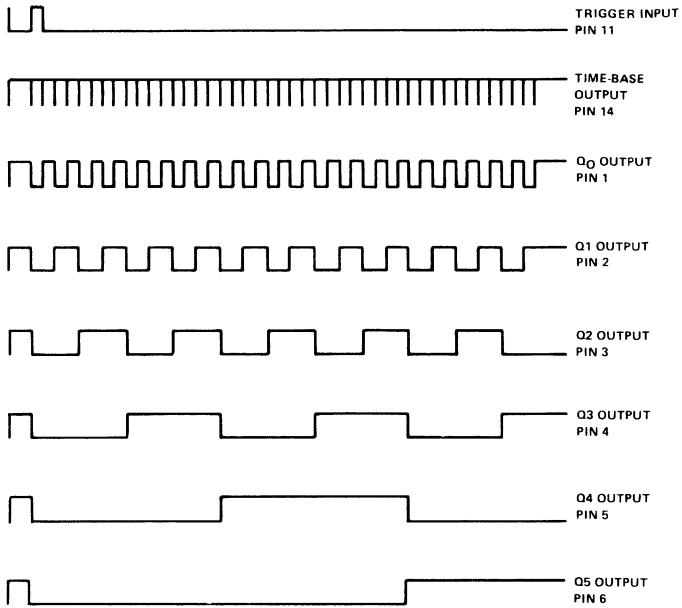 TRIGGER INPUT
PIN 11
TIME-BASE
OUTPUT
PIN 14
QO OUTPUT
PIN 1
Q1 OUTPUT
PIN 2
Q2 OUTPUT
PIN 3
Q3 OUTPUT
PIN 4
Q4 OUTPUT
PIN 5
Q5 OUTPUT
PIN 6